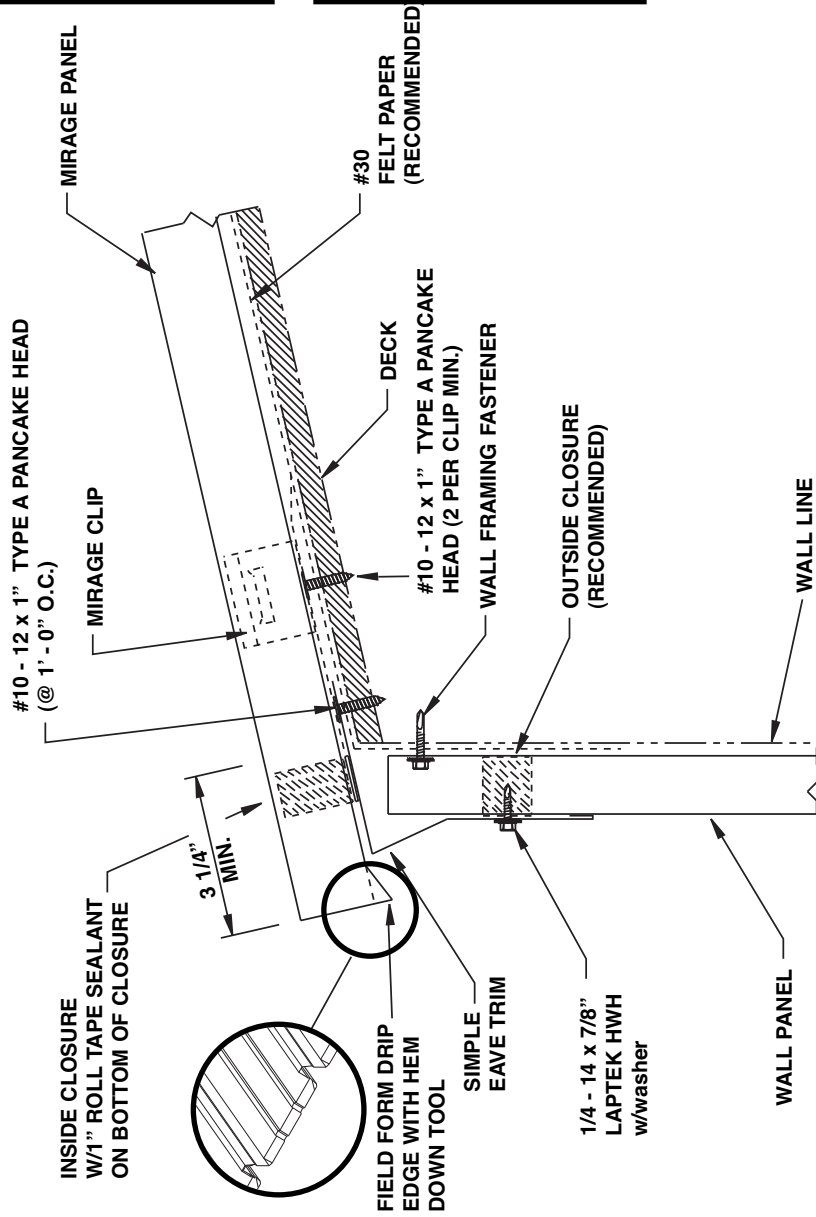 #10 - 12 x 1" TYPE A PANCAKE HEAD
(@ 1' - 0" O.C.)
MIRAGE PANEL
MIRAGE CLIP
INSIDE CLOSURE
W/1" ROLL TAPE SEALANT
ON BOTTOM OF CLOSURE
3 1/4"
MIN.
#30
FELT PAPER
(RECOMMENDED)
DECK
#10 - 12 x 1" TYPE A PANCAKE
HEAD (2 PER CLIP MIN.)
WALL FRAMING FASTENER
FIELD FORM DRIP
EDGE WITH HEM
DOWN TOOL
SIMPLE
EAVE TRIM
OUTSIDE CLOSURE
(RECOMMENDED)
1/4 - 14 x 7/8"
LAPTEK HWH
w/washer
WALL LINE
WALL PANEL